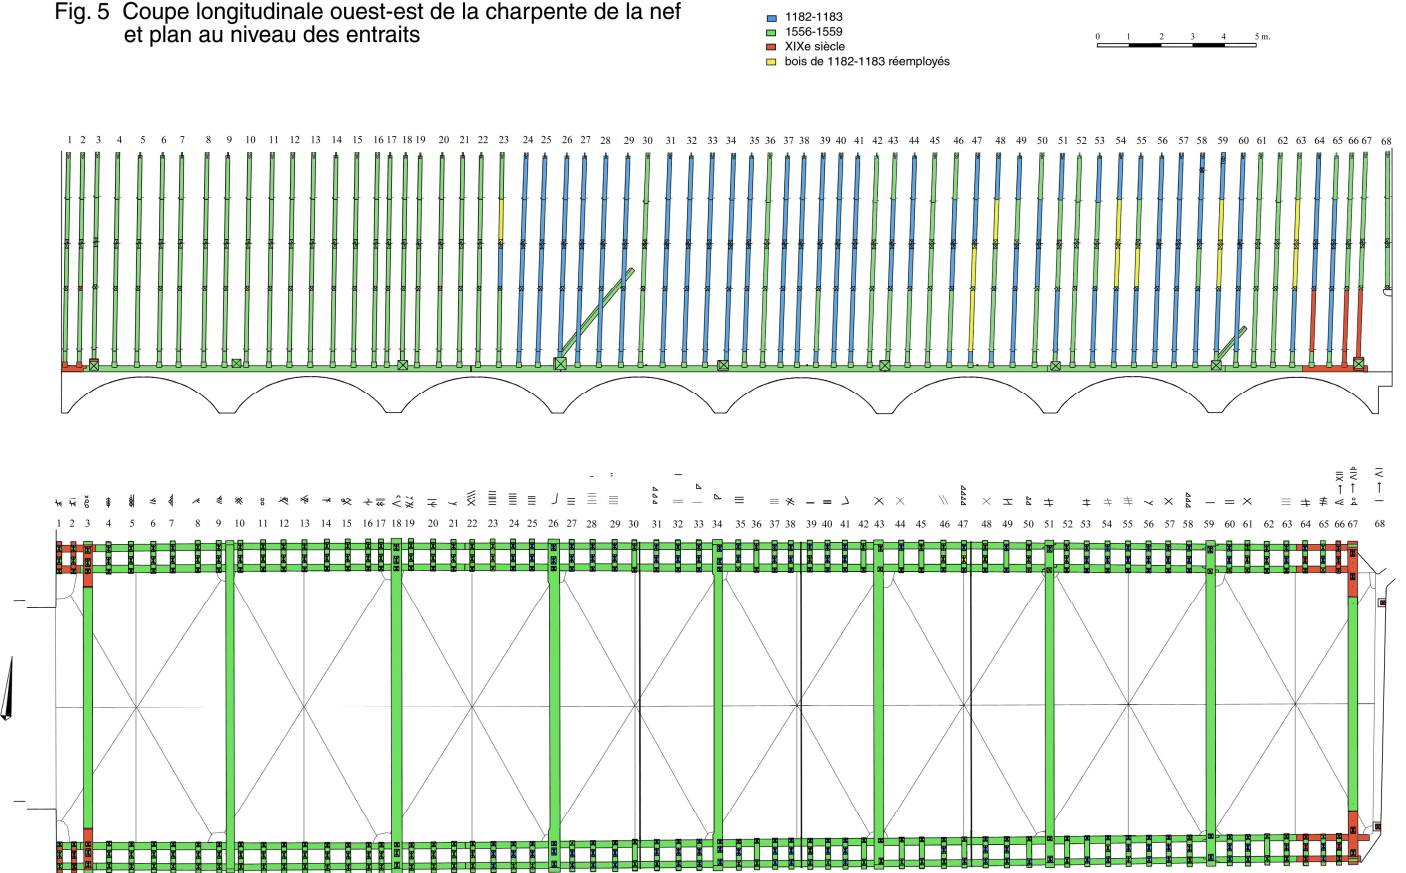 Fig. 5 Coupe longitudinale ouest-est de la charpente de la nef
et plan au niveau des entraits
1182-1183
1556-1559
XIXe siècle
bois de 1182-1183 réemployés
0 1 2 3 4 5 m.
1 2 3 4 5 6 7 8 9 10 11 12 13 14 15 16 17 18 19 20 21 22 23 24 25 26 27 28 29 30 31 32 33 34 35 36 37 38 39 40 41 42 43 44 45 46 47 48 49 50 51 52 53 54 55 56 57 58 59 60 61 62 63 64 65 66 67 68
1 2 3 4 5 6 7 8 9 10 11 12 13 14 15 16 17 18 19 20 21 22 23 24 25 26 27 28 29 30 31 32 33 34 35 36 37 38 39 40 41 42 43 44 45 46 47 48 49 50 51 52 53 54 55 56 57 58 59 60 61 62 63 64 65 66 67 68